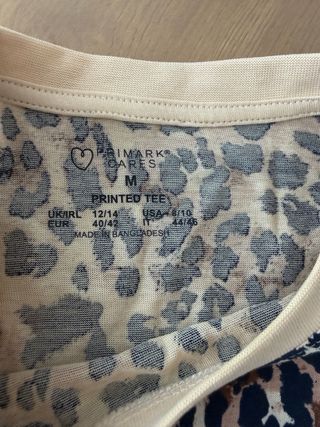 PRIMARK®
CARES
M
PRINTED TEE
UK/IRL 12/14 USA 8/10
EUR 40/42 IT 44/46
MADE IN BANGLADESH